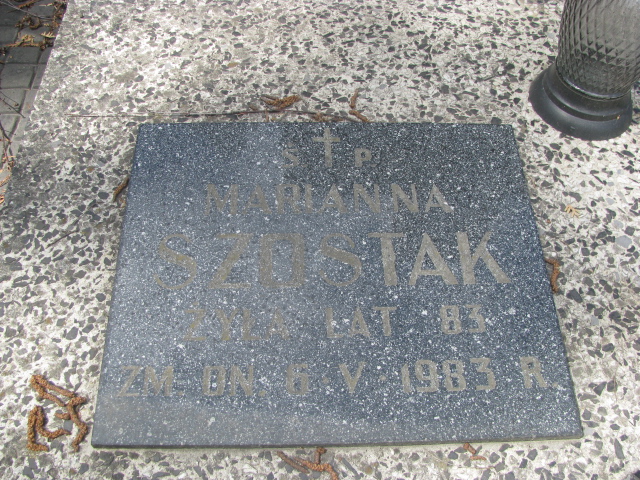 Ś † P
MARIANNA
SZOSTAK
ŻYŁA LAT 83
ZM. DN. 6·V·1983 R.